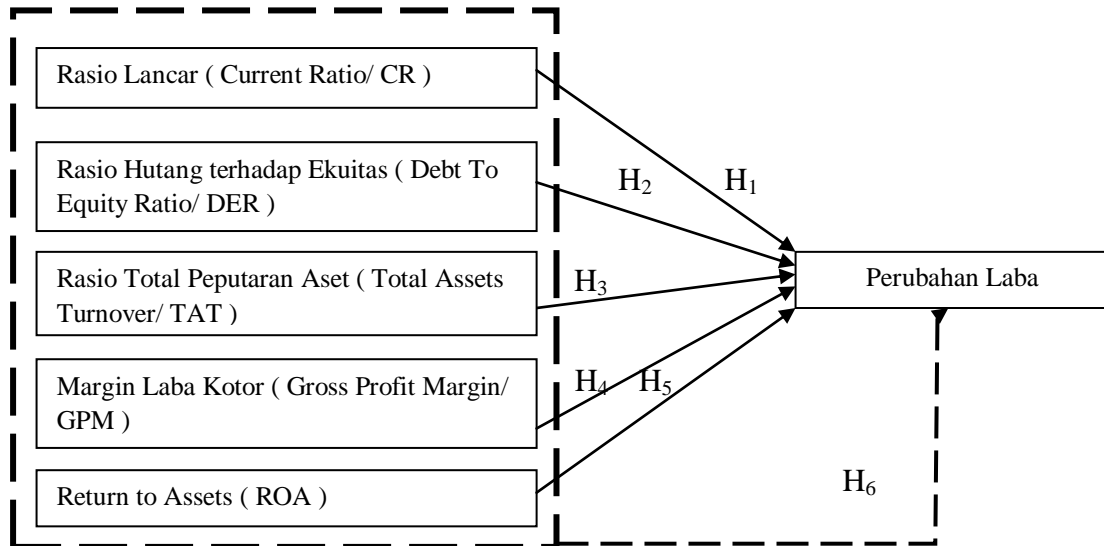 Rasio Lancar ( Current Ratio/ CR )
Rasio Hutang terhadap Ekuitas ( Debt To
Equity Ratio/ DER )
Rasio Total Peputaran Aset ( Total Assets
Turnover/ TAT )
Margin Laba Kotor ( Gross Profit Margin/
GPM )
Return to Assets ( ROA )
H₂
H₁
H₃
H₄
H₅
H₆
Perubahan Laba